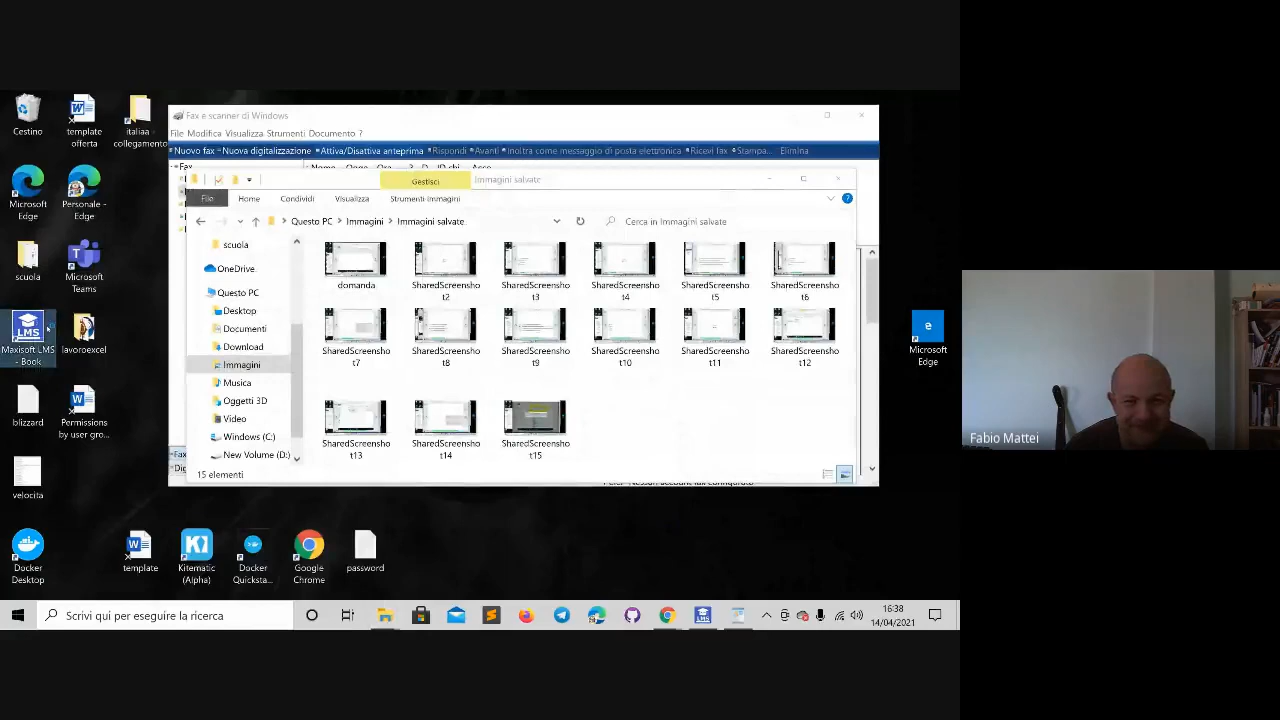 Cestino
template
offerta
italiaa -
collegamento
Microsoft
Edge
Personale -
Edge
scuola
Microsoft
Teams
Maxisoft LMS
- Book
lavoroexcel
blizzard
Permissions
by user gro...
velocita
Docker
Desktop
template
Kitematic
(Alpha)
Docker
Quicksta...
Google
Chrome
password
Fax e scanner di Windows
File Modifica Visualizza Strumenti Documento ?
Nuovo fax Nuova digitalizzazione Attiva/Disattiva anteprima Rispondi Avanti Inoltra come messaggio di posta elettronica Ricevi fax Stampa... Elimina
Fax
Gestisci
Immagini salvate
File Home Condividi Visualizza Strumenti Immagini
Questo PC Immagini Immagini salvate
Cerca in Immagini salvate
scuola
OneDrive
Questo PC
Desktop
Documenti
Download
Immagini
Musica
Oggetti 3D
Video
Windows (C:)
New Volume (D:)
domanda
SharedScreensho
t2
SharedScreensho
t3
SharedScreensho
t4
SharedScreensho
t5
SharedScreensho
t6
SharedScreensho
t7
SharedScreensho
t8
SharedScreensho
t9
SharedScreensho
t10
SharedScreensho
t11
SharedScreensho
t12
SharedScreensho
t13
SharedScreensho
t14
SharedScreensho
t15
15 elementi
Microsoft
Edge
Fabio Mattei
Scrivi qui per eseguire la ricerca
16:38
14/04/2021